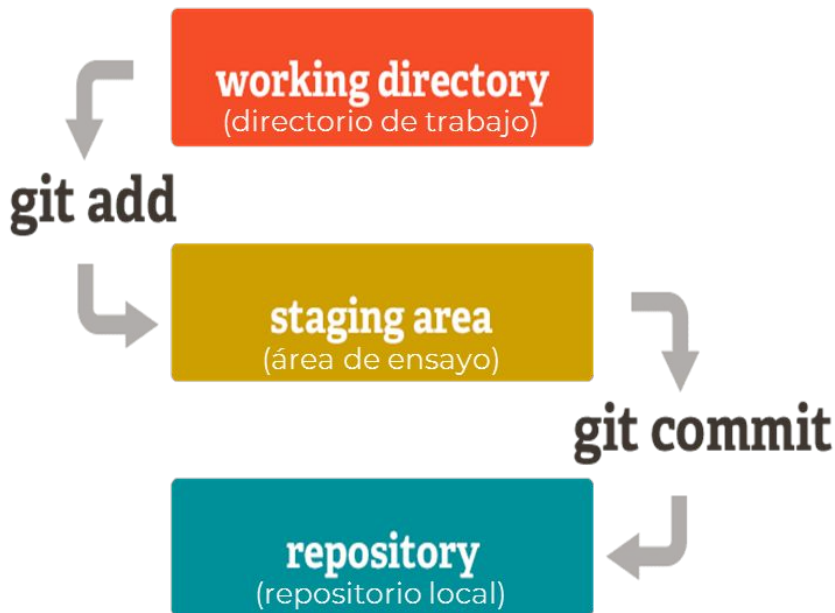 working directory
(directorio de trabajo)
git add
staging area
(área de ensayo)
git commit
repository
(repositorio local)